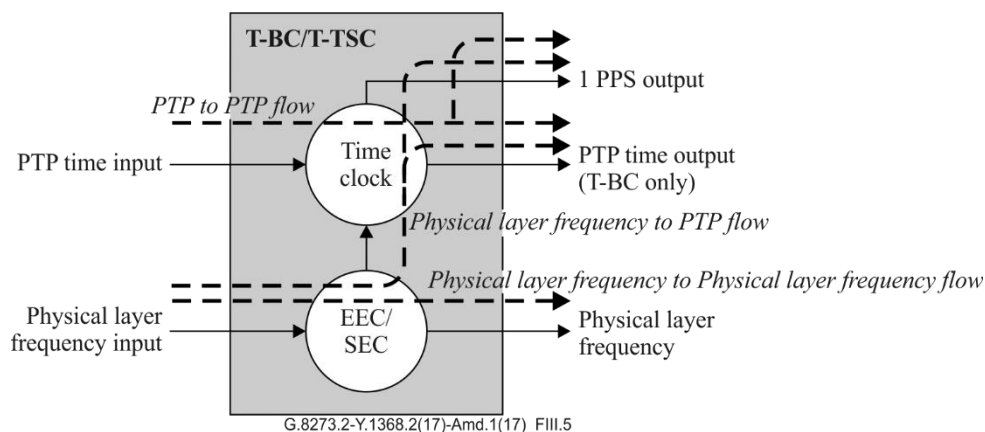 T-BC/T-TSC
1 PPS output
PTP to PTP flow
PTP time input
Time
clock
PTP time output
(T-BC only)
Physical layer frequency to PTP flow
Physical layer frequency to Physical layer frequency flow
Physical layer
frequency input
EEC/
SEC
Physical layer
frequency
G.8273.2-Y.1368.2(17)-Amd.1(17) FIII.5